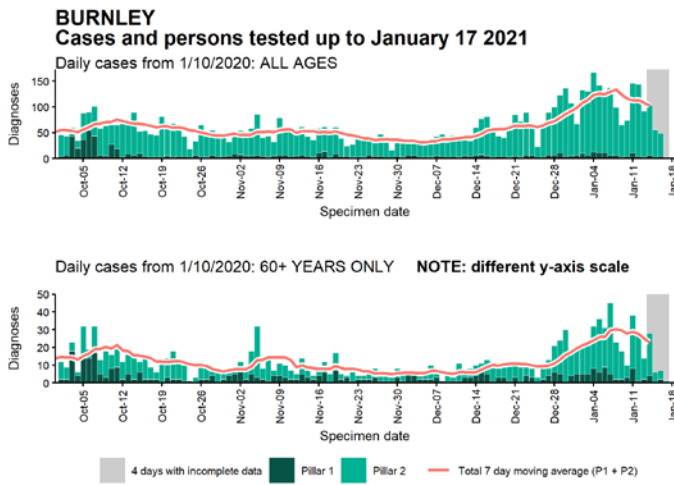 BURNLEY
Cases and persons tested up to January 17 2021
Daily cases from 1/10/2020: ALL AGES
Diagnoses
150
100
50
0
Oct-05
Oct-12
Oct-19
Oct-26
Nov-02
Nov-09
Nov-16
Nov-23
Nov-30
Dec-07
Dec-14
Dec-21
Dec-28
Jan-04
Jan-11
Jan-18
Specimen date
Daily cases from 1/10/2020: 60+ YEARS ONLY NOTE: different y-axis scale
Diagnoses
50
40
30
20
10
0
Oct-05
Oct-12
Oct-19
Oct-26
Nov-02
Nov-09
Nov-16
Nov-23
Nov-30
Dec-07
Dec-14
Dec-21
Dec-28
Jan-04
Jan-11
Jan-18
Specimen date
4 days with incomplete data Pillar 1 Pillar 2 Total 7 day moving average (P1 + P2)